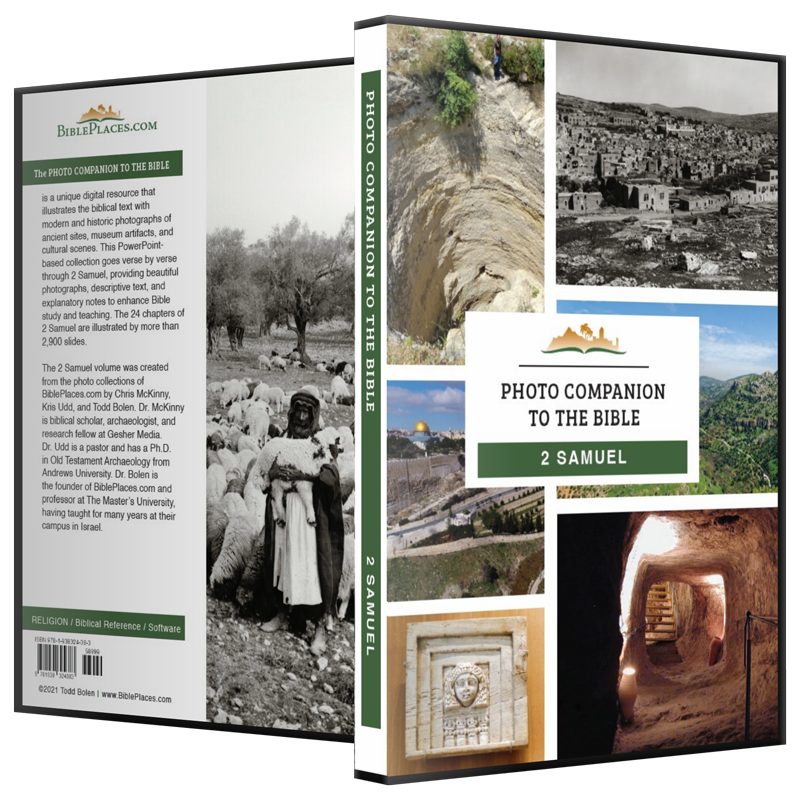 BIBLEPLACES.COM
The PHOTO COMPANION TO THE BIBLE
is a unique digital resource that
illustrates the biblical text with
modern and historic photographs of
ancient sites, museum artifacts, and
cultural scenes. This PowerPoint-
based collection goes verse by verse
through 2 Samuel, providing beautiful
photographs, descriptive text, and
explanatory notes to enhance Bible
study and teaching. The 24 chapters of
2 Samuel are illustrated by more than
2,900 slides.
The 2 Samuel volume was created
from the photo collections of
BiblePlaces.com by Chris McKinny,
Kris Udd, and Todd Bolen. Dr. McKinny
is biblical scholar, archaeologist, and
research fellow at Gesher Media.
Dr. Udd is a pastor and has a Ph.D.
in Old Testament Archaeology from
Andrews University. Dr. Bolen is
the founder of BiblePlaces.com and
professor at The Master's University,
having taught for many years at their
campus in Israel.
RELIGION / Biblical Reference / Software
©2021 Todd Bolen | www.BiblePlaces.com
PHOTO COMPANION TO THE BIBLE
2 SAMUEL
PHOTO COMPANION
TO THE BIBLE
2 SAMUEL